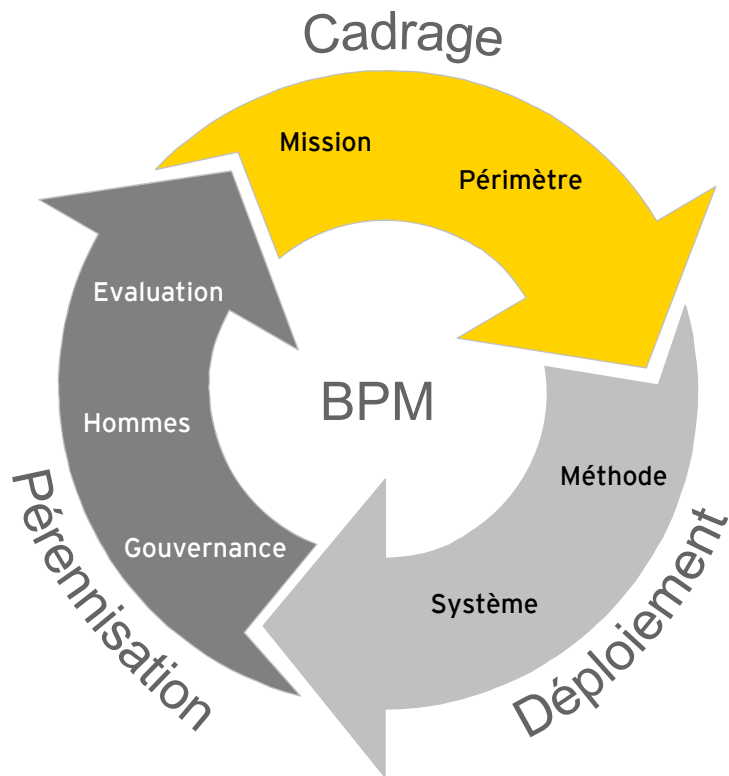 Cadrage
Mission
Périmètre
Evaluation
BPM
Hommes
Méthode
Gouvernance
Système
Pérennisation
Déploiement